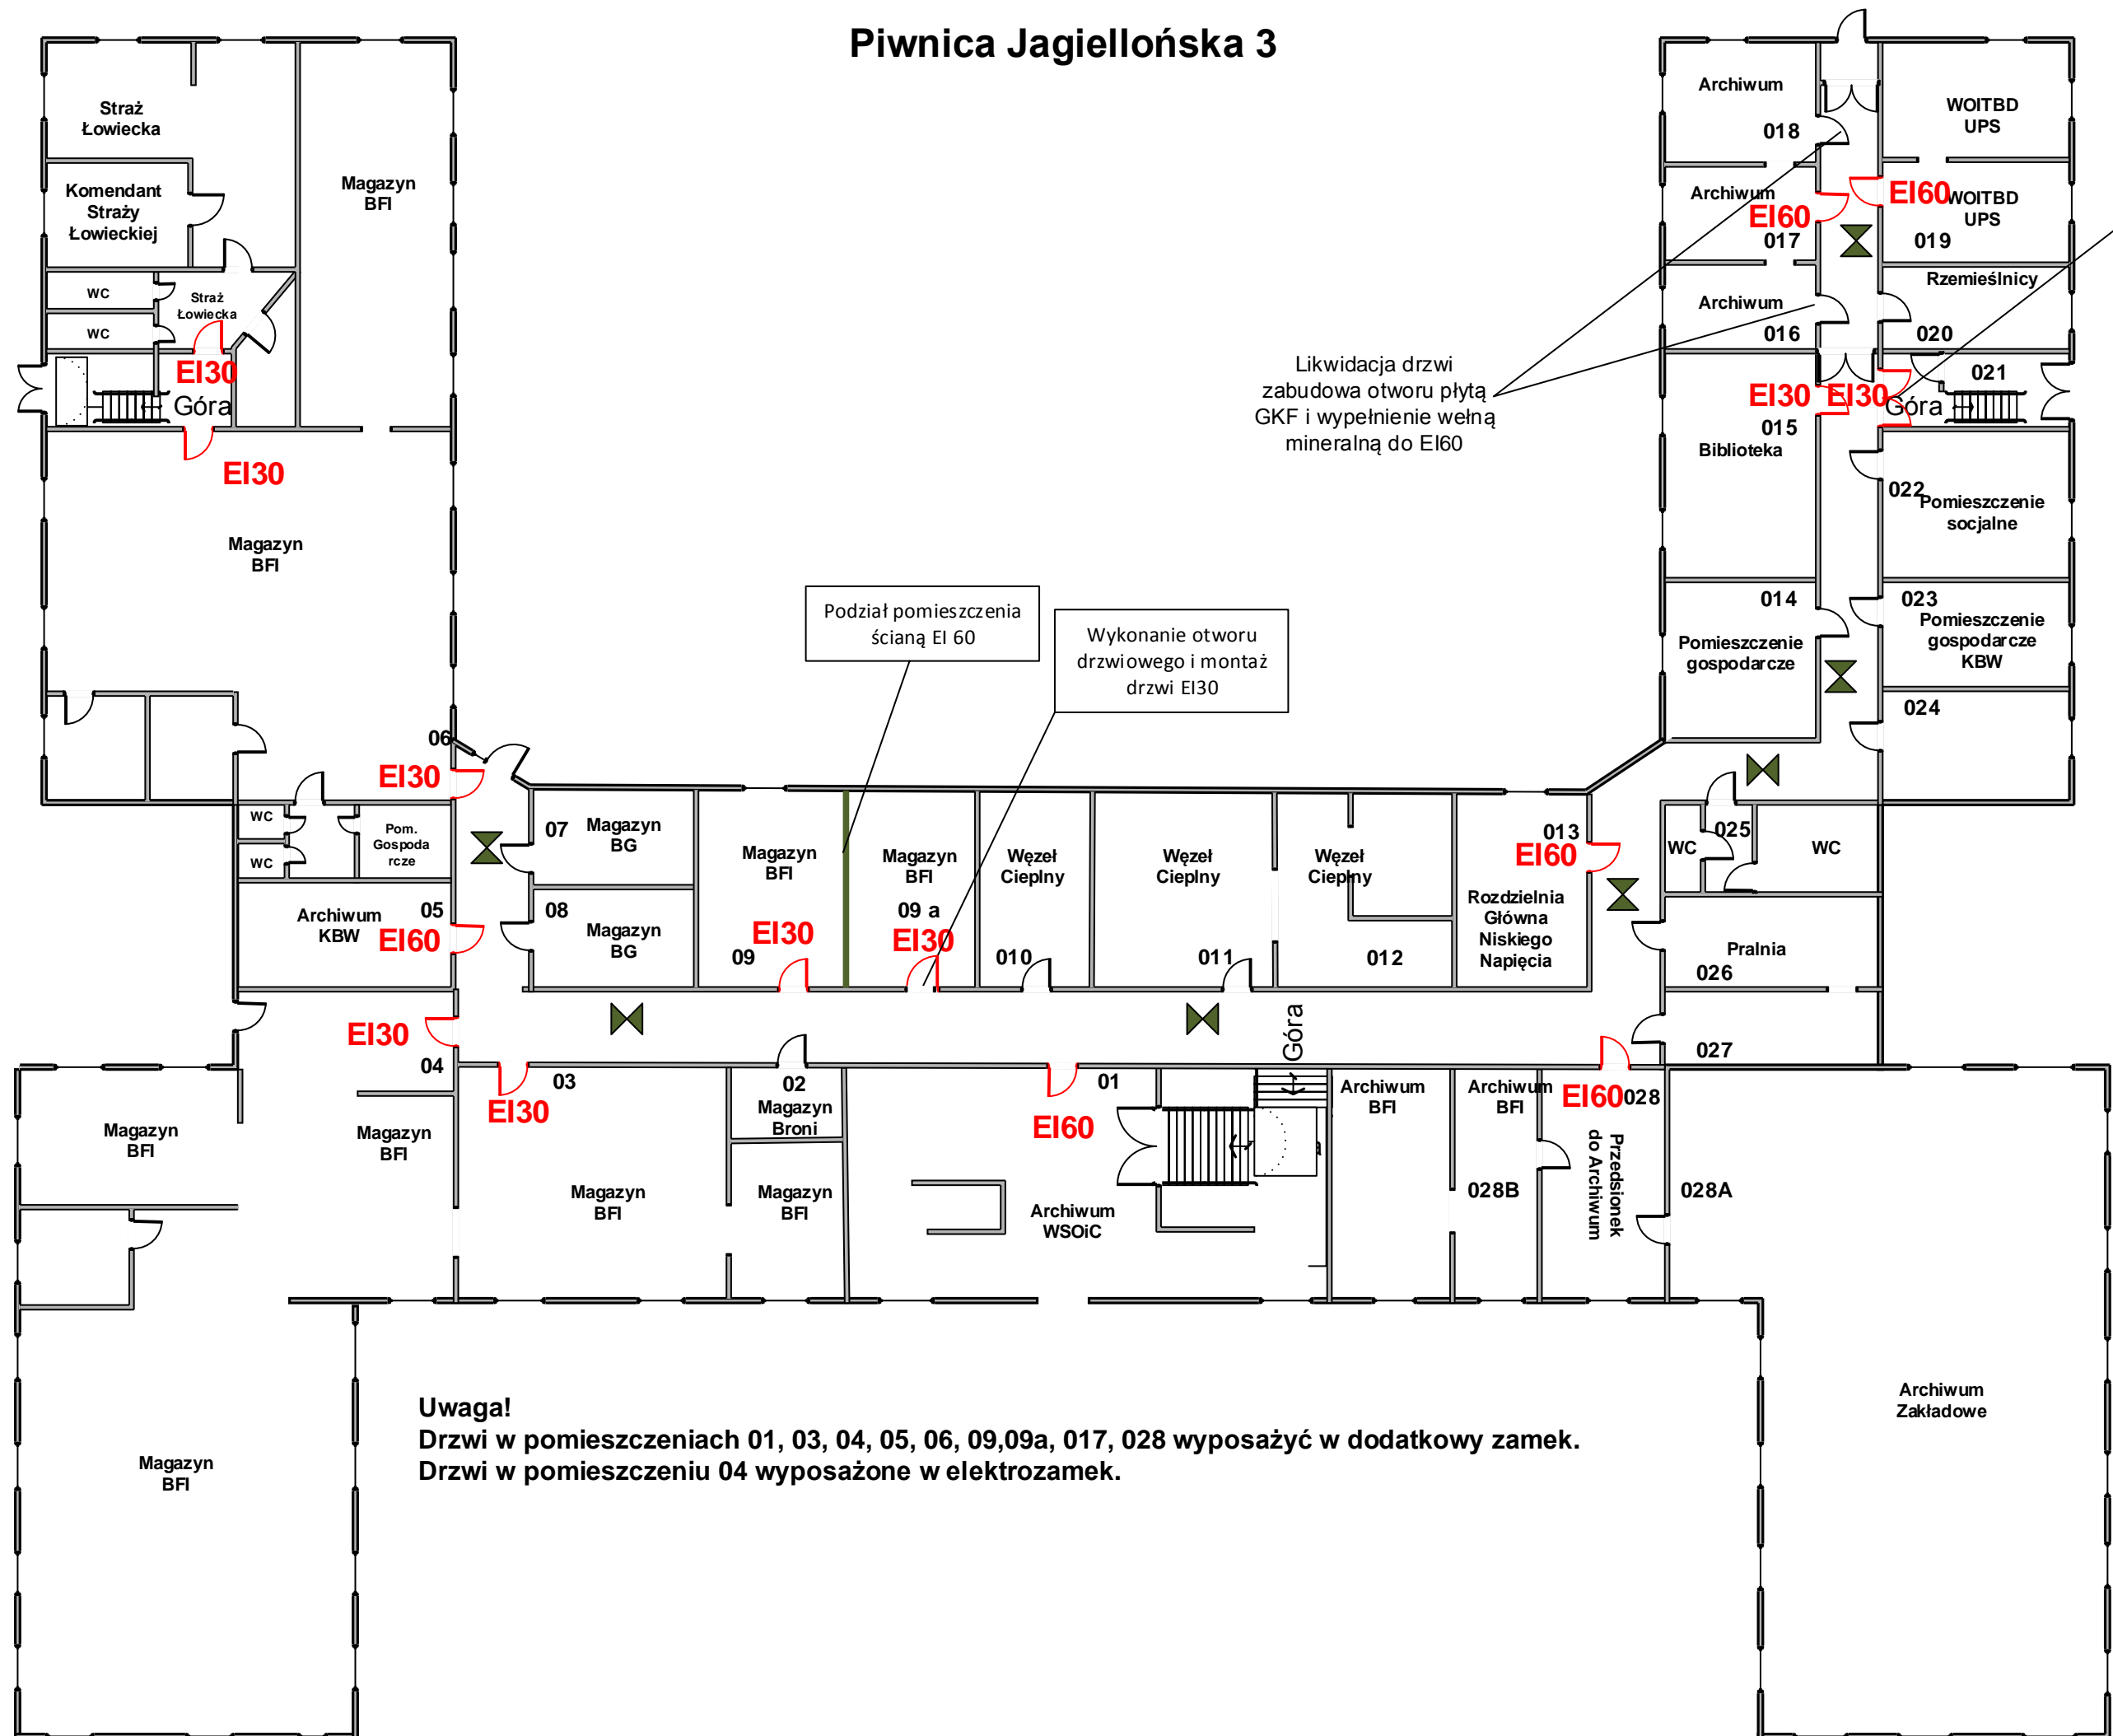 Piwnica Jagiellońska 3
Straż
Łowiecka
Komendant
Straży
Łowieckiej
Magazyn
BFI
WC
WC
Straż
Łowiecka
EI30
Góra
EI30
Magazyn
BFI
06
EI30
WC
WC
Pom.
Gospoda
rcze
Archiwum
KBW
05
EI60
07
Magazyn
BG
08
Magazyn
BG
Podział pomieszczenia
ścianą EI 60
Wykonanie otworu
drzwiowego i montaż
drzwi EI30
Magazyn
BFI
EI30
09
Magazyn
BFI
09 a
EI30
Węzeł
Cieplny
010
Węzeł
Cieplny
011
Węzeł
Cieplny
012
013
EI60
Rozdzielnia
Główna
Niskiego
Napięcia
Likwidacja drzwi
zabudowa otworu płytą
GKF i wypełnienie wełną
mineralną do EI60
Archiwum
018
WOITBD
UPS
Archiwum
EI60
017
EI60
WOITBD
UPS
019
Archiwum
016
Rzemieślnicy
020
EI30
EI30
021
Góra
015
Biblioteka
022
Pomieszczenie
socjalne
014
Pomieszczenie
gospodarcze
023
Pomieszczenie
gospodarcze
KBW
024
WC
025
WC
Pralnia
026
027
EI30
04
Magazyn
BFI
Magazyn
BFI
03
EI30
Magazyn
BFI
02
Magazyn
Broni
Magazyn
BFI
01
EI60
Archiwum
WSOiC
Góra
Archiwum
BFI
Archiwum
BFI
028B
EI60
028
Przedsionek
do Archiwum
028A
Archiwum
Zakładowe
Magazyn
BFI
Uwaga!
Drzwi w pomieszczeniach 01, 03, 04, 05, 06, 09,09a, 017, 028 wyposażyć w dodatkowy zamek.
Drzwi w pomieszczeniu 04 wyposażone w elektrozamek.